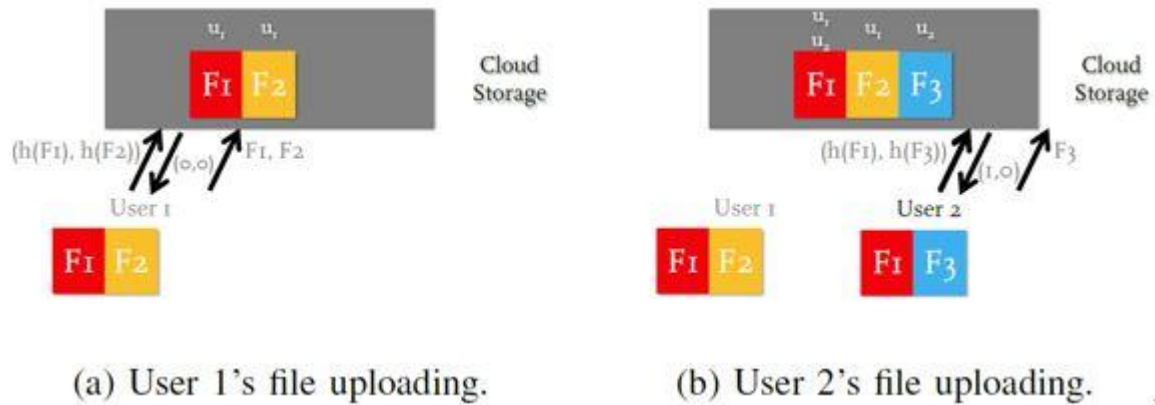 u₁ u₁
F1 F2
Cloud
Storage
(h(F1), h(F2))
(0,0)
F1, F2
User 1
F1 F2
(a) User 1's file uploading.
u₁
u₂ u₁ u₂
F1 F2 F3
Cloud
Storage
(h(F1), h(F3))
(1,0)
F3
User 1
User 2
F1 F2
F1 F3
(b) User 2's file uploading.